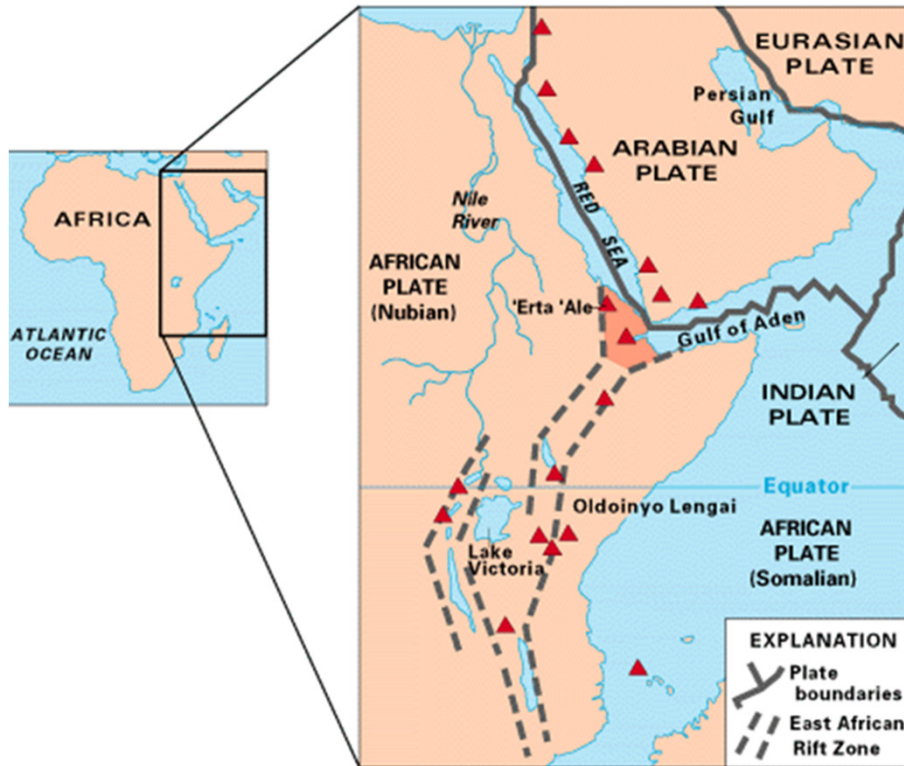 AFRICA
ATLANTIC
OCEAN
EURASIAN
PLATE
Persian
Gulf
ARABIAN
PLATE
RED
SEA
Nile
River
AFRICAN
PLATE
(Nubian)
'Erta 'Ale
Gulf of Aden
INDIAN
PLATE
Equator
Oldoinyo Lengai
Lake
Victoria
AFRICAN
PLATE
(Somalian)
EXPLANATION
Plate
boundaries
East African
Rift Zone